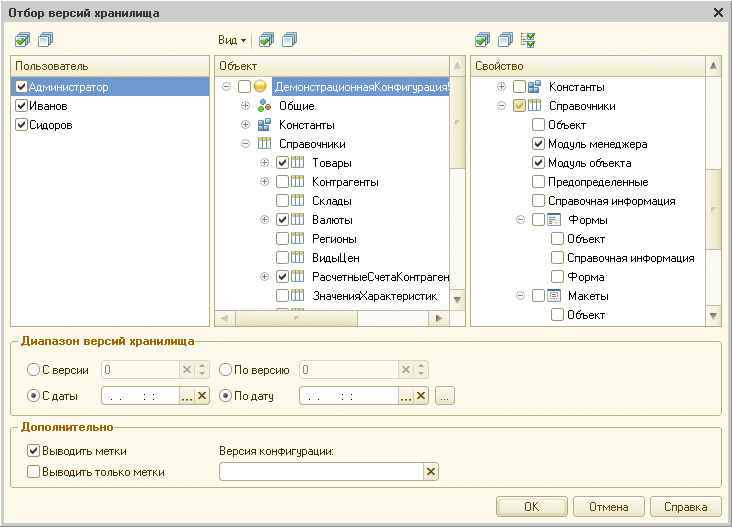 Отбор версий хранилища
Вид
Пользователь
Администратор
Иванов
Сидоров
Объект
ДемонстрационнаяКонфигурация
Общие
Константы
Справочники
Товары
Контрагенты
Склады
Валюты
Регионы
ВидыЦен
РасчетныеСчетаКонтраген
ЗначенияХарактеристик
Свойство
Константы
Справочники
Объект
Модуль менеджера
Модуль объекта
Предопределенные
Справочная информация
Формы
Объект
Справочная информация
Форма
Макеты
Объект
Диапазон версий хранилища
С версии 0 По версию 0
С даты . . : : ... По дату . . : : ... ...
Дополнительно
Выводить метки Версия конфигурации:
Выводить только метки
OK Отмена Справка